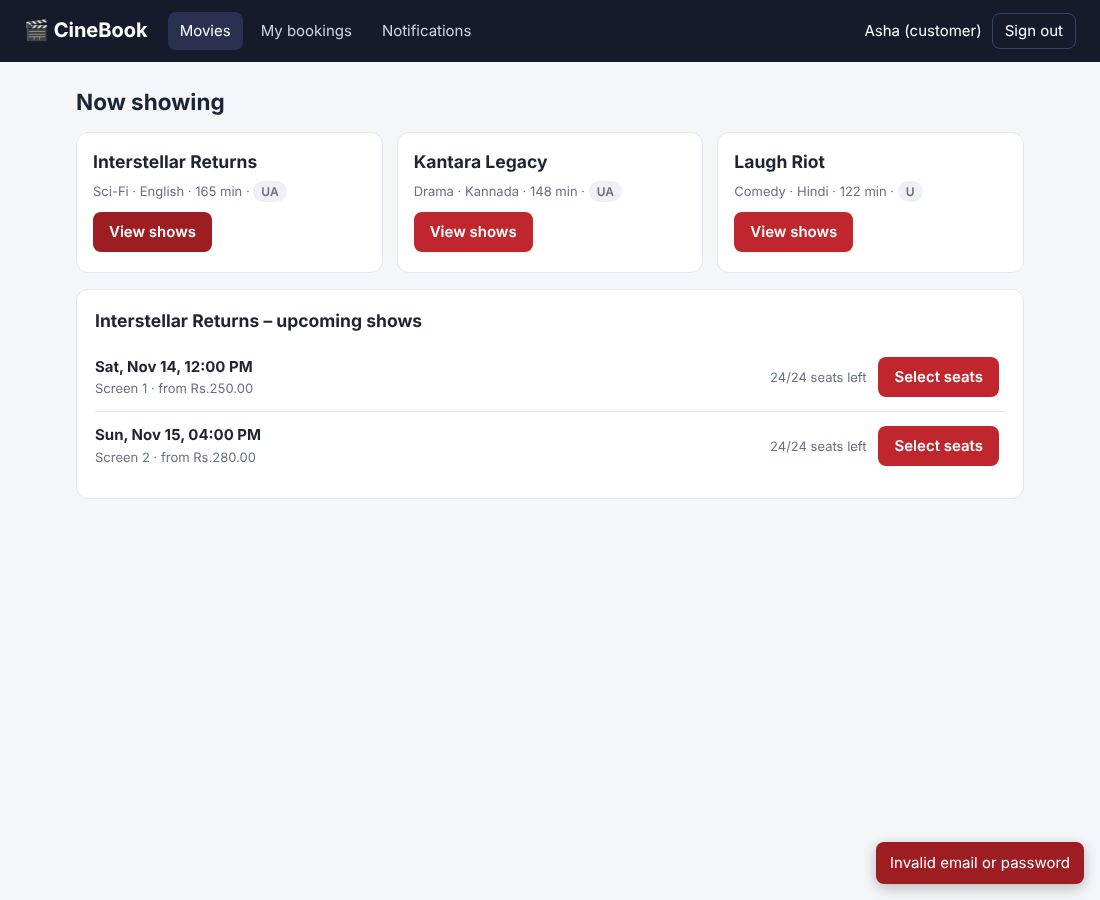 🎬 CineBook Movies My bookings Notifications Asha (customer) Sign out
Now showing
Interstellar Returns
Sci-Fi · English · 165 min · UA
View shows
Kantara Legacy
Drama · Kannada · 148 min · UA
View shows
Laugh Riot
Comedy · Hindi · 122 min · U
View shows
Interstellar Returns – upcoming shows
Sat, Nov 14, 12:00 PM
Screen 1 · from Rs.250.00
24/24 seats left Select seats
Sun, Nov 15, 04:00 PM
Screen 2 · from Rs.280.00
24/24 seats left Select seats
Invalid email or password